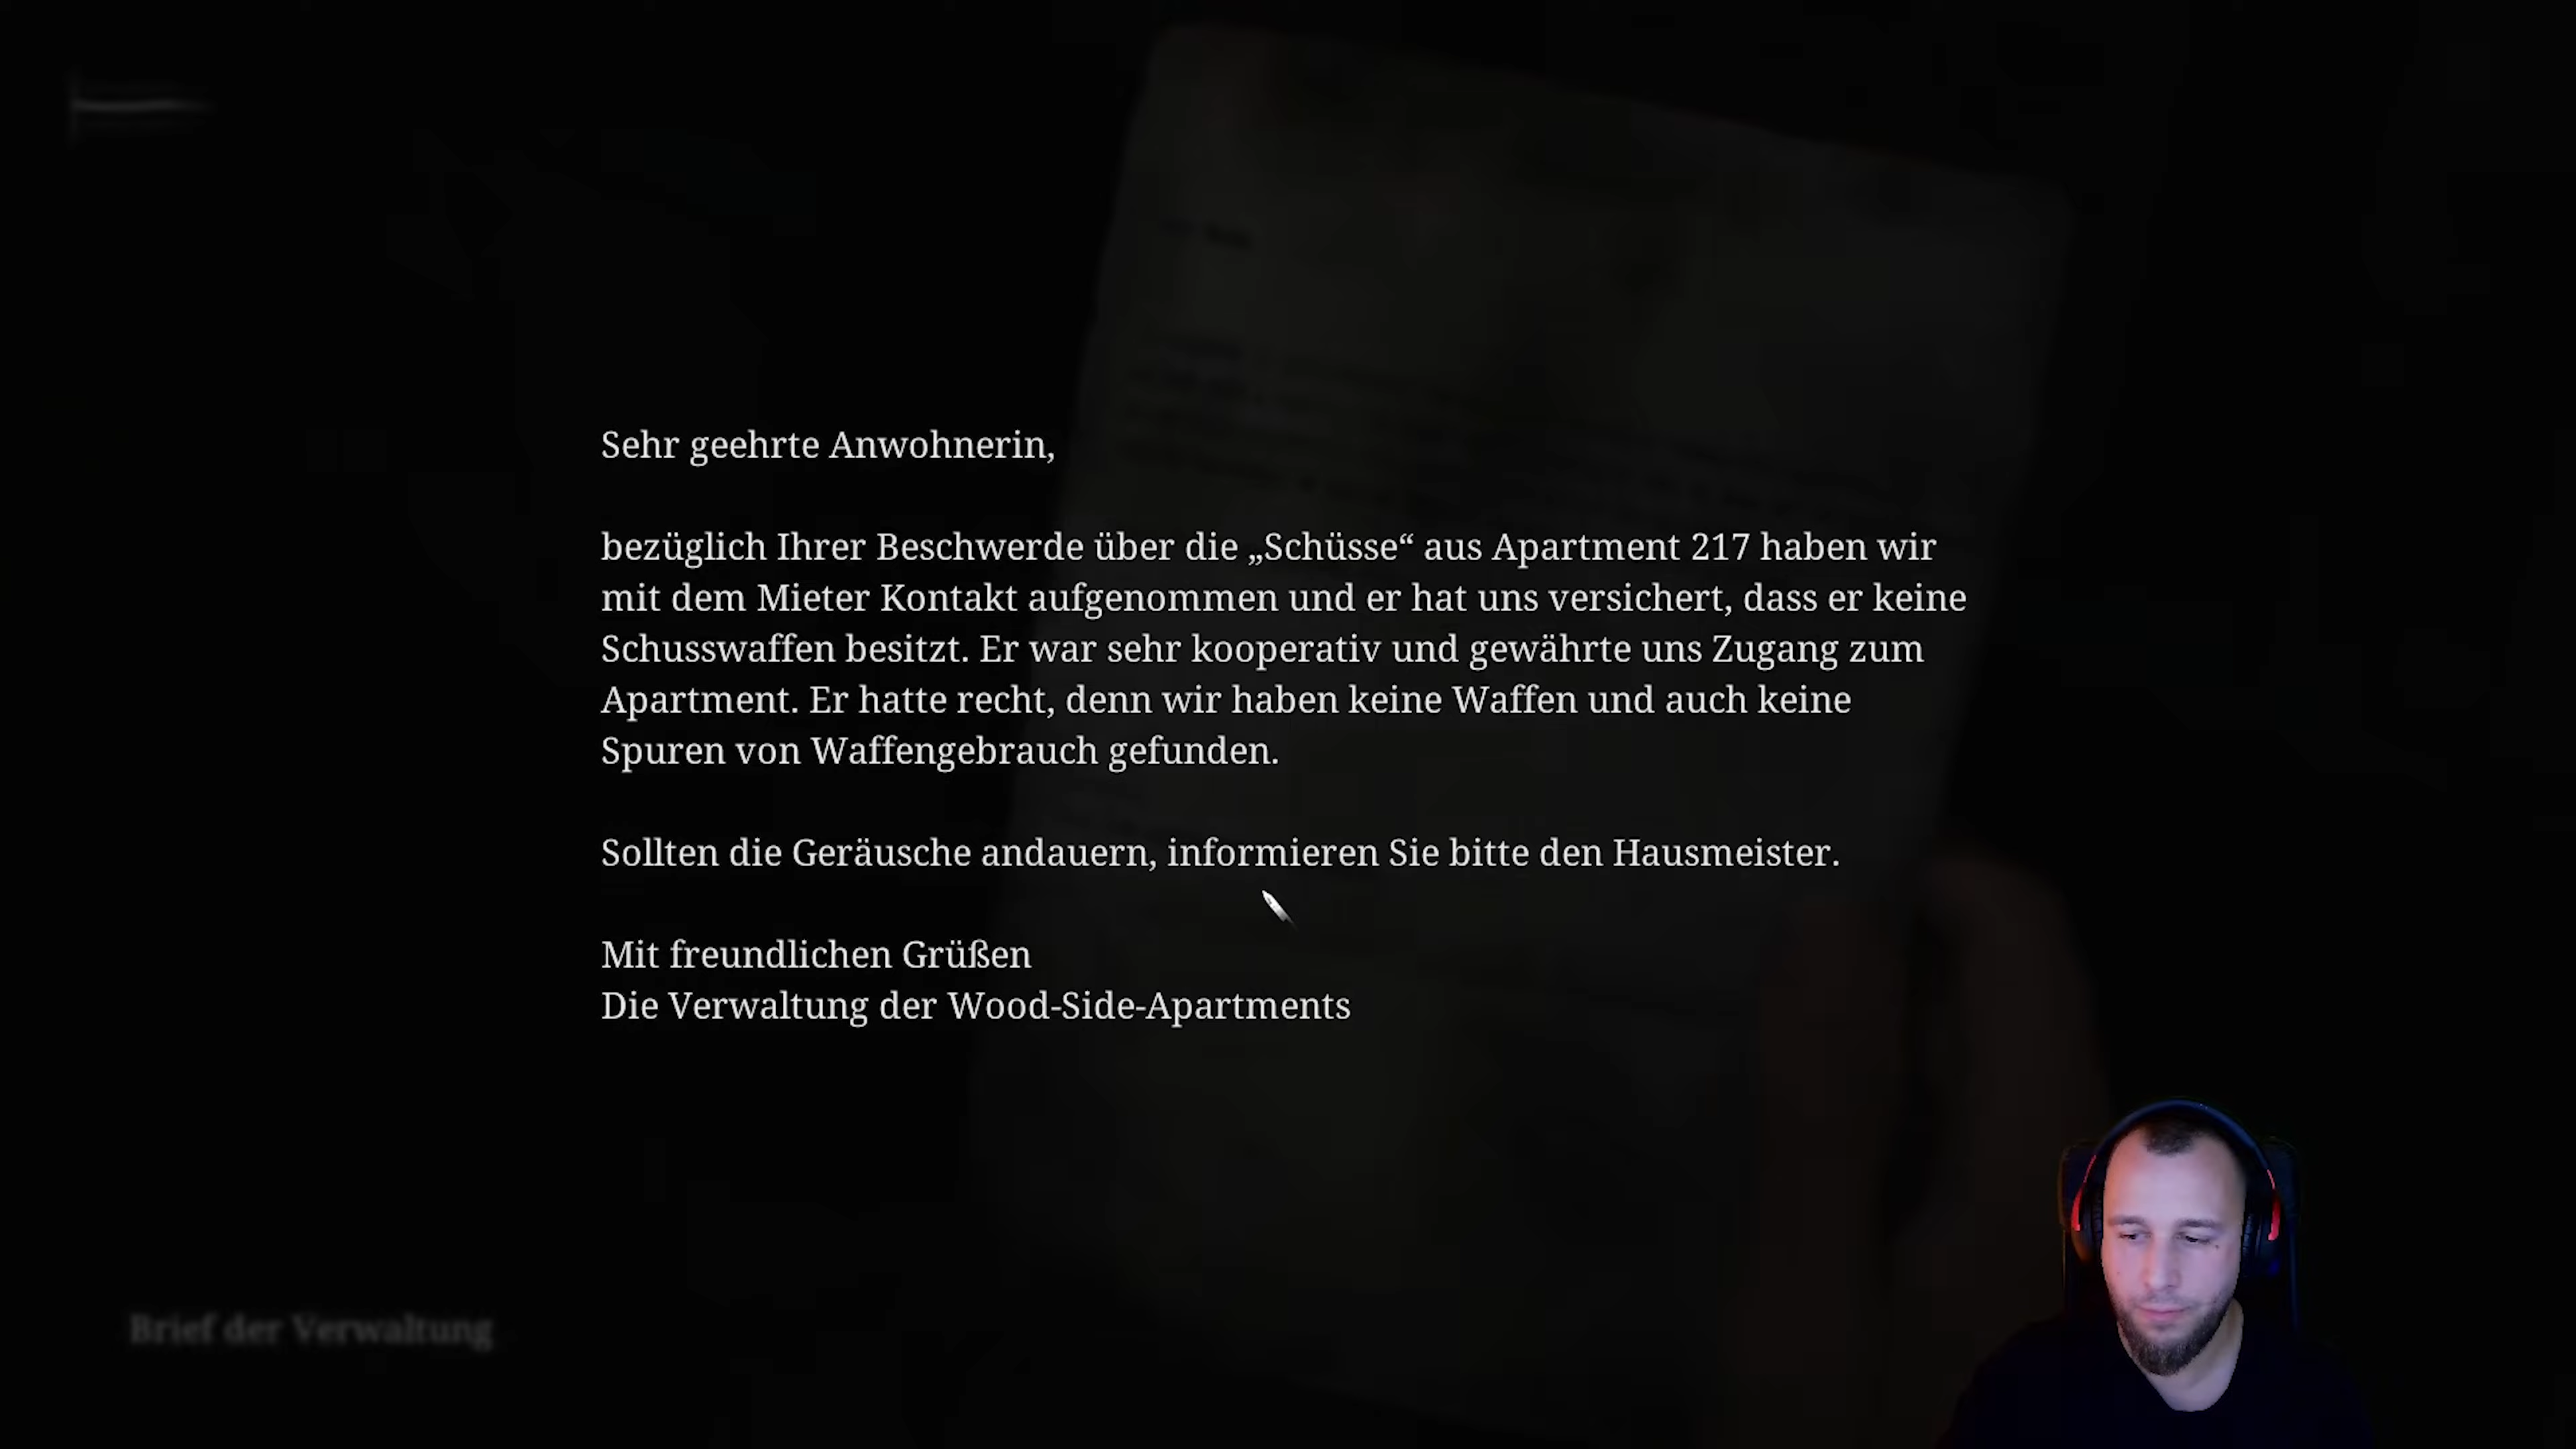 Sehr geehrte Anwohnerin,
bezüglich Ihrer Beschwerde über die „Schüsse“ aus Apartment 217 haben wir
mit dem Mieter Kontakt aufgenommen und er hat uns versichert, dass er keine
Schusswaffen besitzt. Er war sehr kooperativ und gewährte uns Zugang zum
Apartment. Er hatte recht, denn wir haben keine Waffen und auch keine
Spuren von Waffengebrauch gefunden.
Sollten die Geräusche andauern, informieren Sie bitte den Hausmeister.
Mit freundlichen Grüßen
Die Verwaltung der Wood-Side-Apartments
Brief der Verwaltung